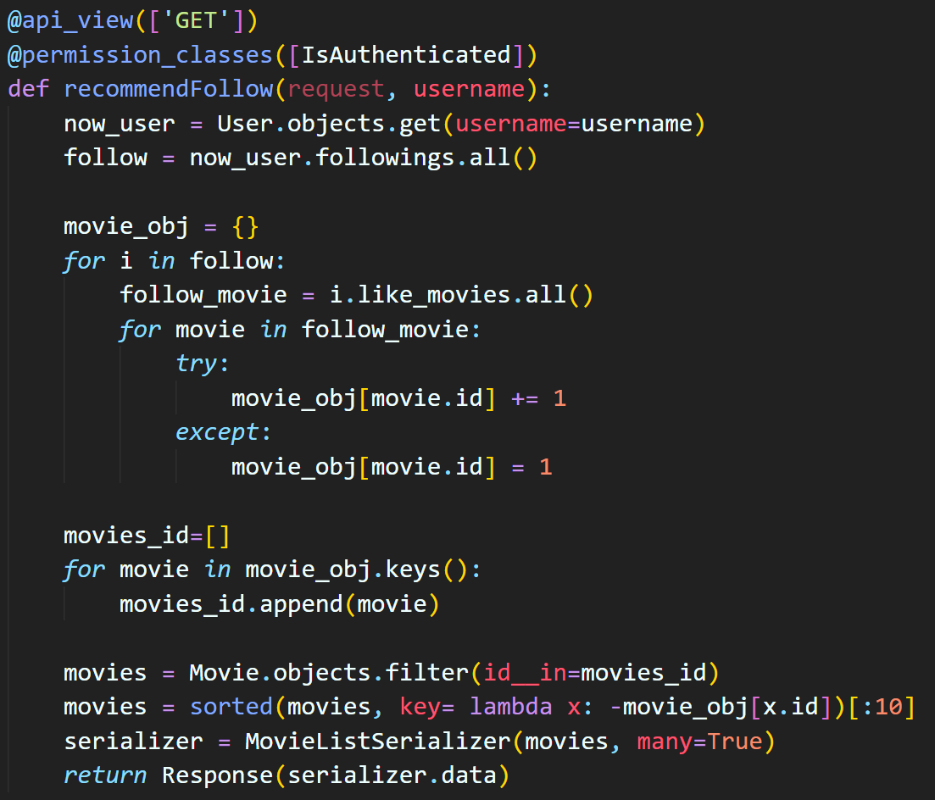 @api_view(['GET'])
@permission_classes([IsAuthenticated])
def recommendFollow(request, username):
    now_user = User.objects.get(username=username)
    follow = now_user.followings.all()

    movie_obj = {}
    for i in follow:
        follow_movie = i.like_movies.all()
        for movie in follow_movie:
            try:
                movie_obj[movie.id] += 1
            except:
                movie_obj[movie.id] = 1

    movies_id=[]
    for movie in movie_obj.keys():
        movies_id.append(movie)

    movies = Movie.objects.filter(id__in=movies_id)
    movies = sorted(movies, key= lambda x: -movie_obj[x.id])[:10]
    serializer = MovieListSerializer(movies, many=True)
    return Response(serializer.data)